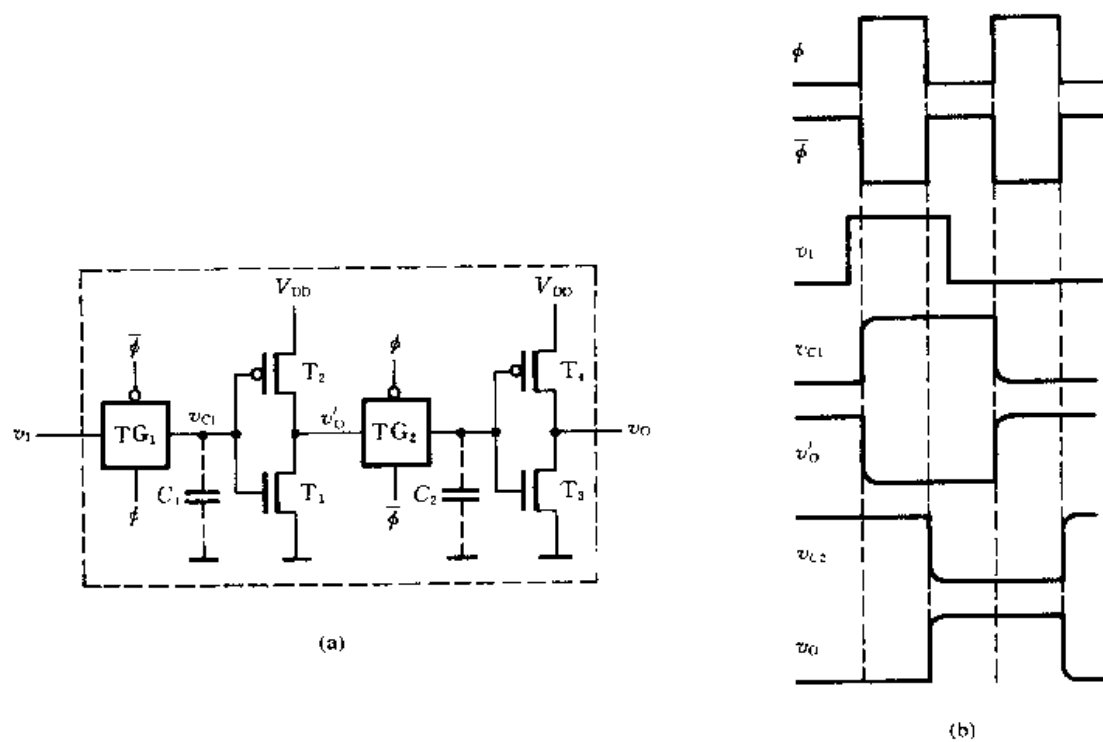 V_DD
V_DD
φ̄
φ
T₂
T₄
v_I
TG₁
v_C1
v′_O
TG₂
v_O
C₁
T₁
C₂
T₃
φ
φ̄
(a)
φ
φ̄
v_I
v_C1
v′_O
v_C2
v_O
(b)